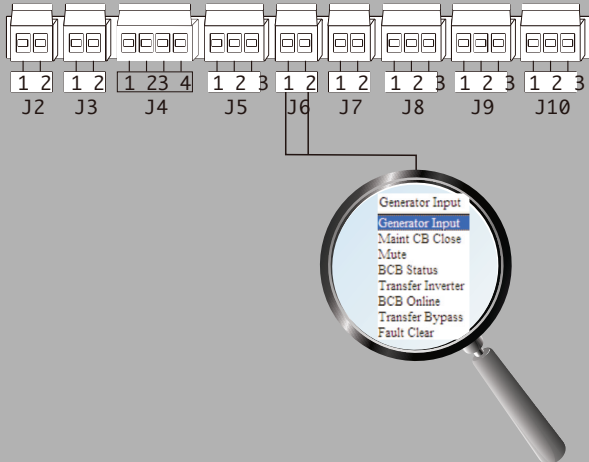 1 2 1 2 1 23 4 1 2 3 1 2 1 2 1 2 3 1 2 3 1 2 3
J2 J3 J4 J5 J6 J7 J8 J9 J10
Generator Input
Generator Input
Maint CB Close
Mute
BCB Status
Transfer Inverter
BCB Online
Transfer Bypass
Fault Clear